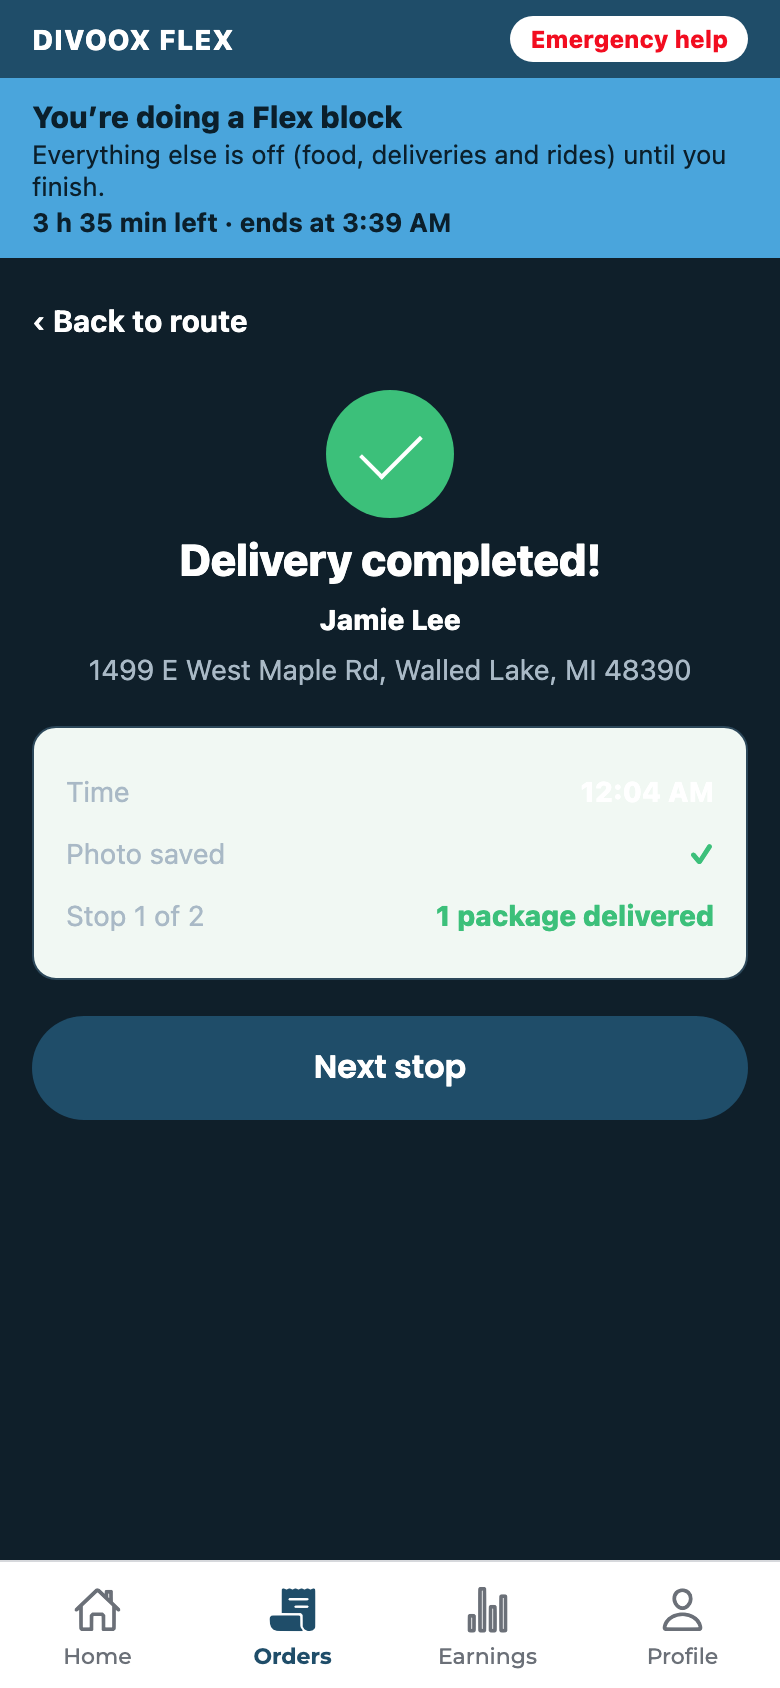 DIVOOX FLEX
Emergency help
You’re doing a Flex block
Everything else is off (food, deliveries and rides) until you
finish.
3 h 35 min left · ends at 3:39 AM
‹ Back to route
Delivery completed!
Jamie Lee
1499 E West Maple Rd, Walled Lake, MI 48390
Time 12:04 AM
Photo saved ✓
Stop 1 of 2 1 package delivered
Next stop
Home Orders Earnings Profile